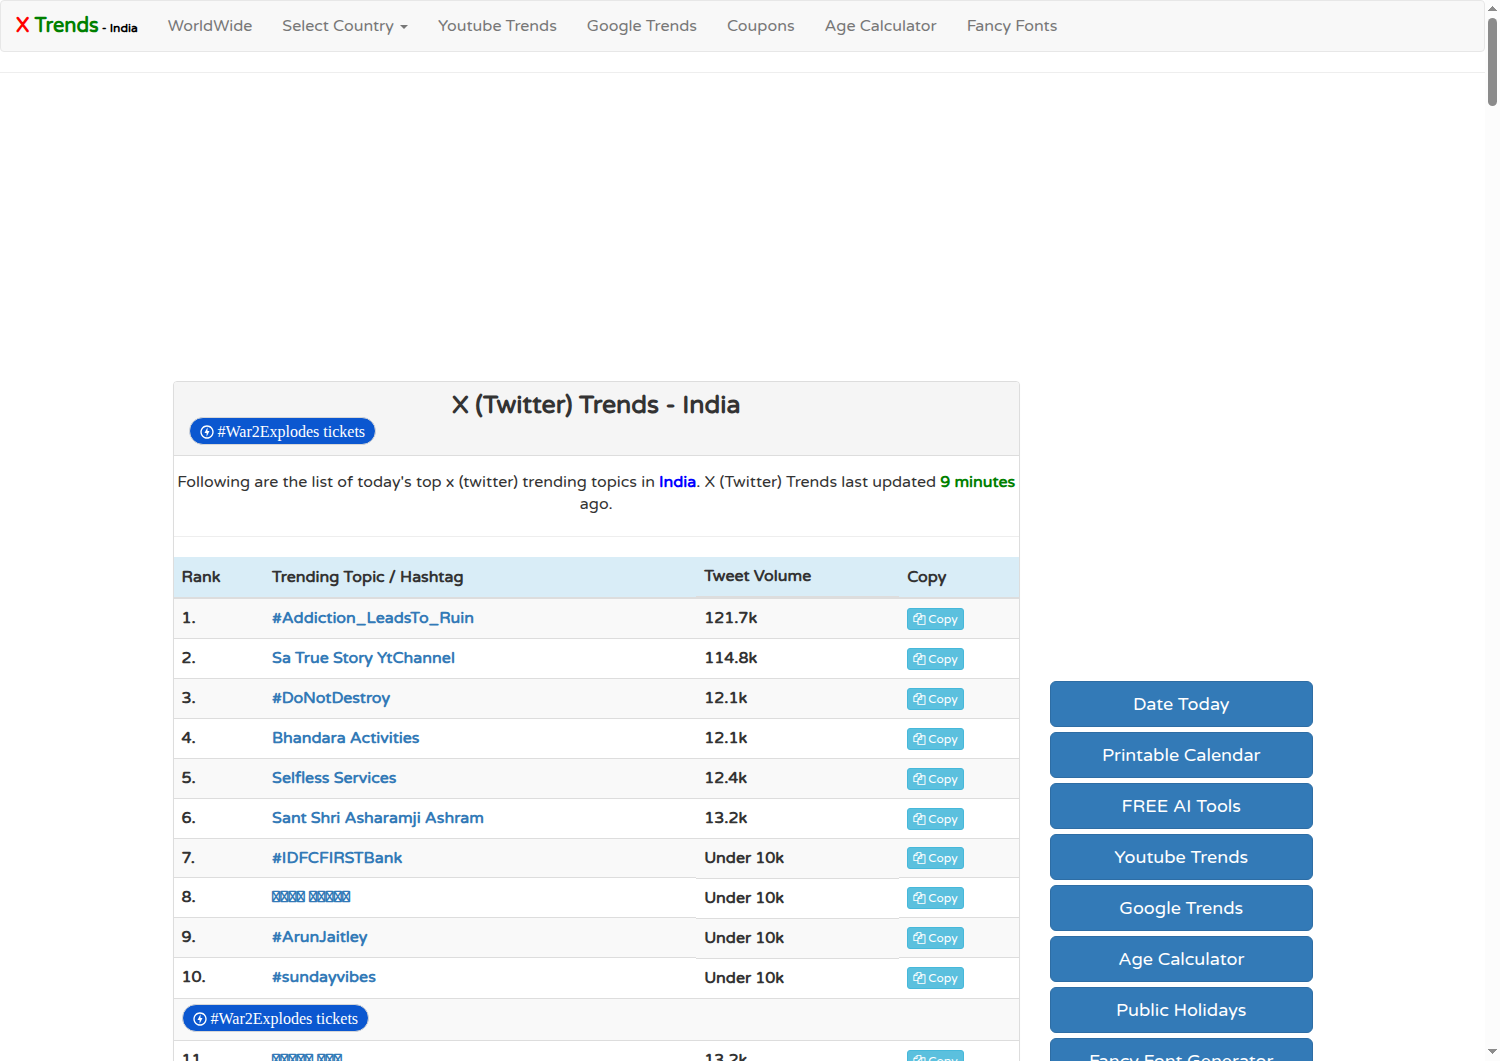 X Trends - India WorldWide Select Country Youtube Trends Google Trends Coupons Age Calculator Fancy Fonts
X (Twitter) Trends - India
#War2Explodes tickets
Following are the list of today's top x (twitter) trending topics in India. X (Twitter) Trends last updated 9 minutes
ago.
Rank Trending Topic / Hashtag Tweet Volume Copy
1. #Addiction_LeadsTo_Ruin 121.7k Copy
2. Sa True Story YtChannel 114.8k Copy
3. #DoNotDestroy 12.1k Copy
4. Bhandara Activities 12.1k Copy
5. Selfless Services 12.4k Copy
6. Sant Shri Asharamji Ashram 13.2k Copy
7. #IDFCFIRSTBank Under 10k Copy
8. Under 10k Copy
9. #ArunJaitley Under 10k Copy
10. #sundayvibes Under 10k Copy
#War2Explodes tickets
11. 13.2k Copy
Date Today
Printable Calendar
FREE AI Tools
Youtube Trends
Google Trends
Age Calculator
Public Holidays
Fancy Font Generator